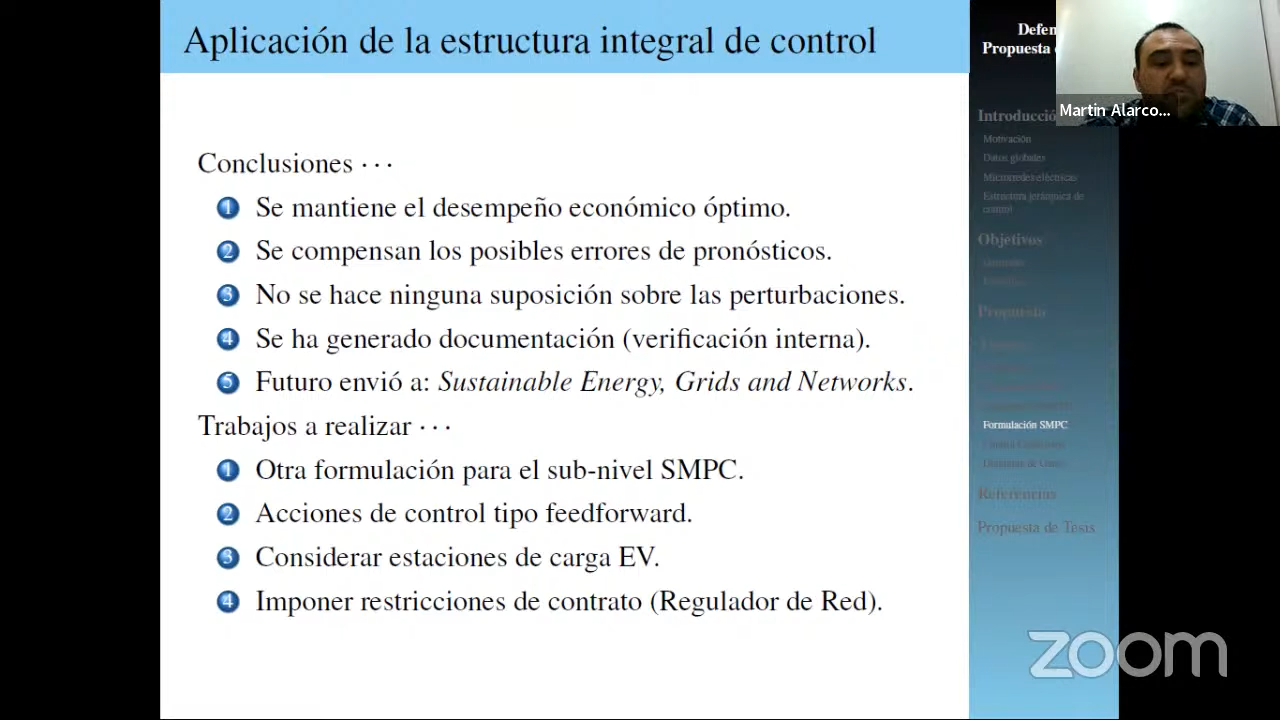 Aplicación de la estructura integral de control
Conclusiones · · ·
1 Se mantiene el desempeño económico óptimo.
2 Se compensan los posibles errores de pronósticos.
3 No se hace ninguna suposición sobre las perturbaciones.
4 Se ha generado documentación (verificación interna).
5 Futuro envió a: Sustainable Energy, Grids and Networks.
Trabajos a realizar · · ·
1 Otra formulación para el sub-nivel SMPC.
2 Acciones de control tipo feedforward.
3 Considerar estaciones de carga EV.
4 Imponer restricciones de contrato (Regulador de Red).
Defen
Propuesta
Martin Alarco...
Introducció
Motivación
Datos globales
Microredes eléctricas
Estructura jerárquica de
control
Objetivos
Propuesta
Formulación SMPC
Referencias
Propuesta de Tesis
zoom